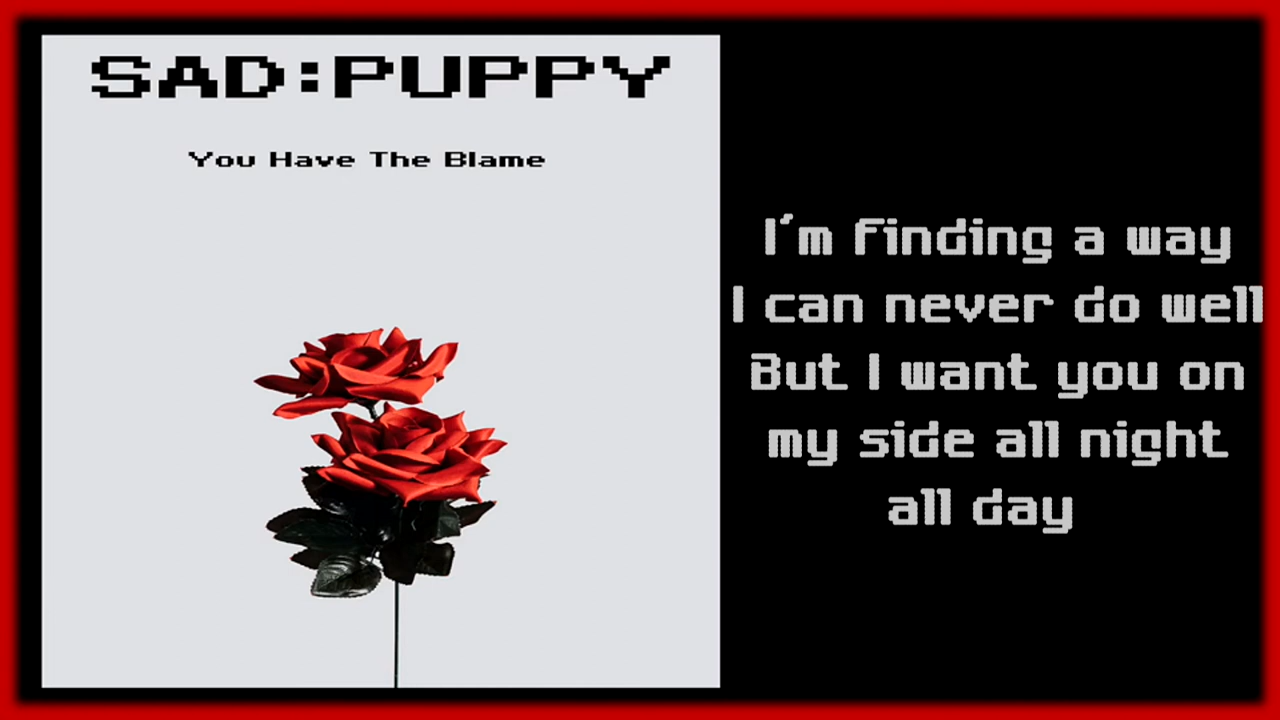 SAD:PUPPY
You Have The Blame
I'm finding a way
I can never do well
But I want you on
my side all night
all day